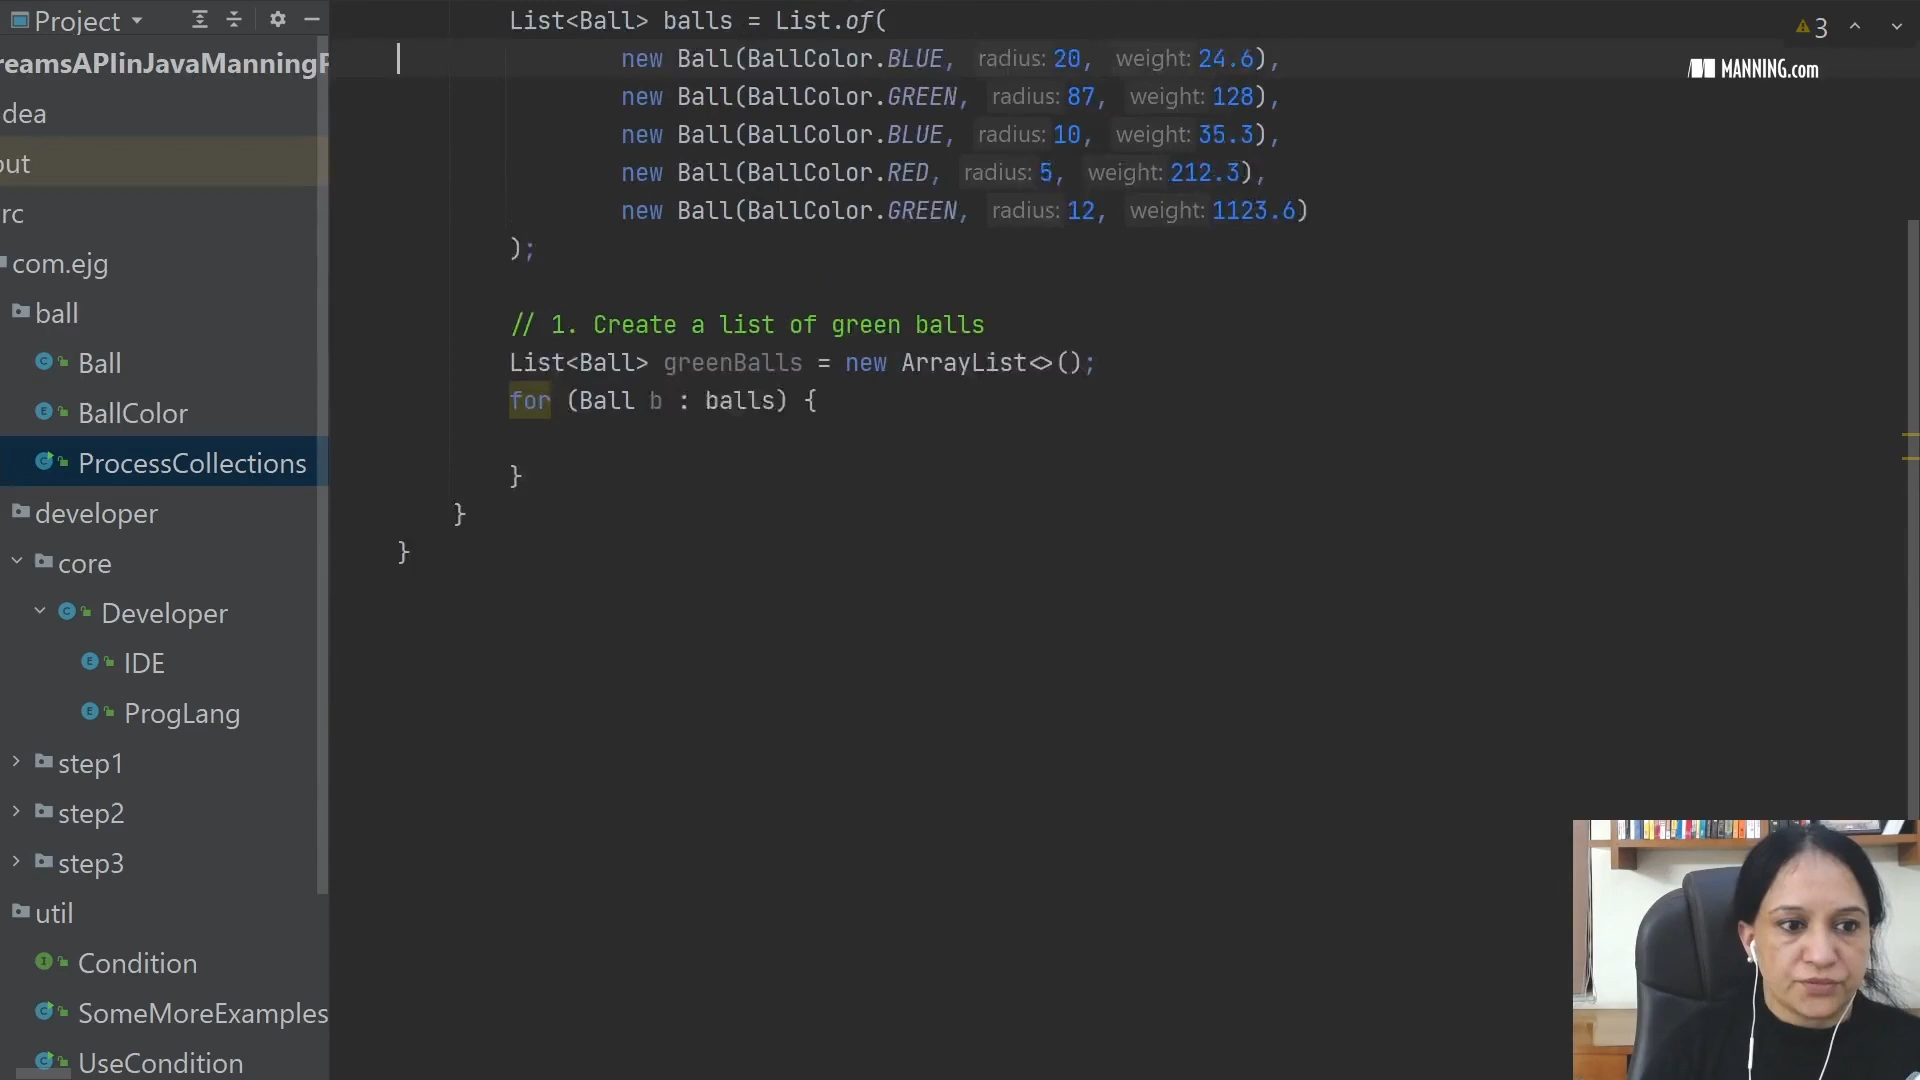 Project
reamsAPIinJavaManning
dea
out
rc
com.ejg
ball
Ball
BallColor
ProcessCollections
developer
core
Developer
IDE
ProgLang
step1
step2
step3
util
Condition
SomeMoreExamples
UseCondition
List<Ball> balls = List.of(
new Ball(BallColor.BLUE, radius: 20, weight: 24.6),
new Ball(BallColor.GREEN, radius: 87, weight: 128),
new Ball(BallColor.BLUE, radius: 10, weight: 35.3),
new Ball(BallColor.RED, radius: 5, weight: 212.3),
new Ball(BallColor.GREEN, radius: 12, weight: 1123.6)
);
// 1. Create a list of green balls
List<Ball> greenBalls = new ArrayList<>();
for (Ball b : balls) {
}
}
}
3
MANNING.com